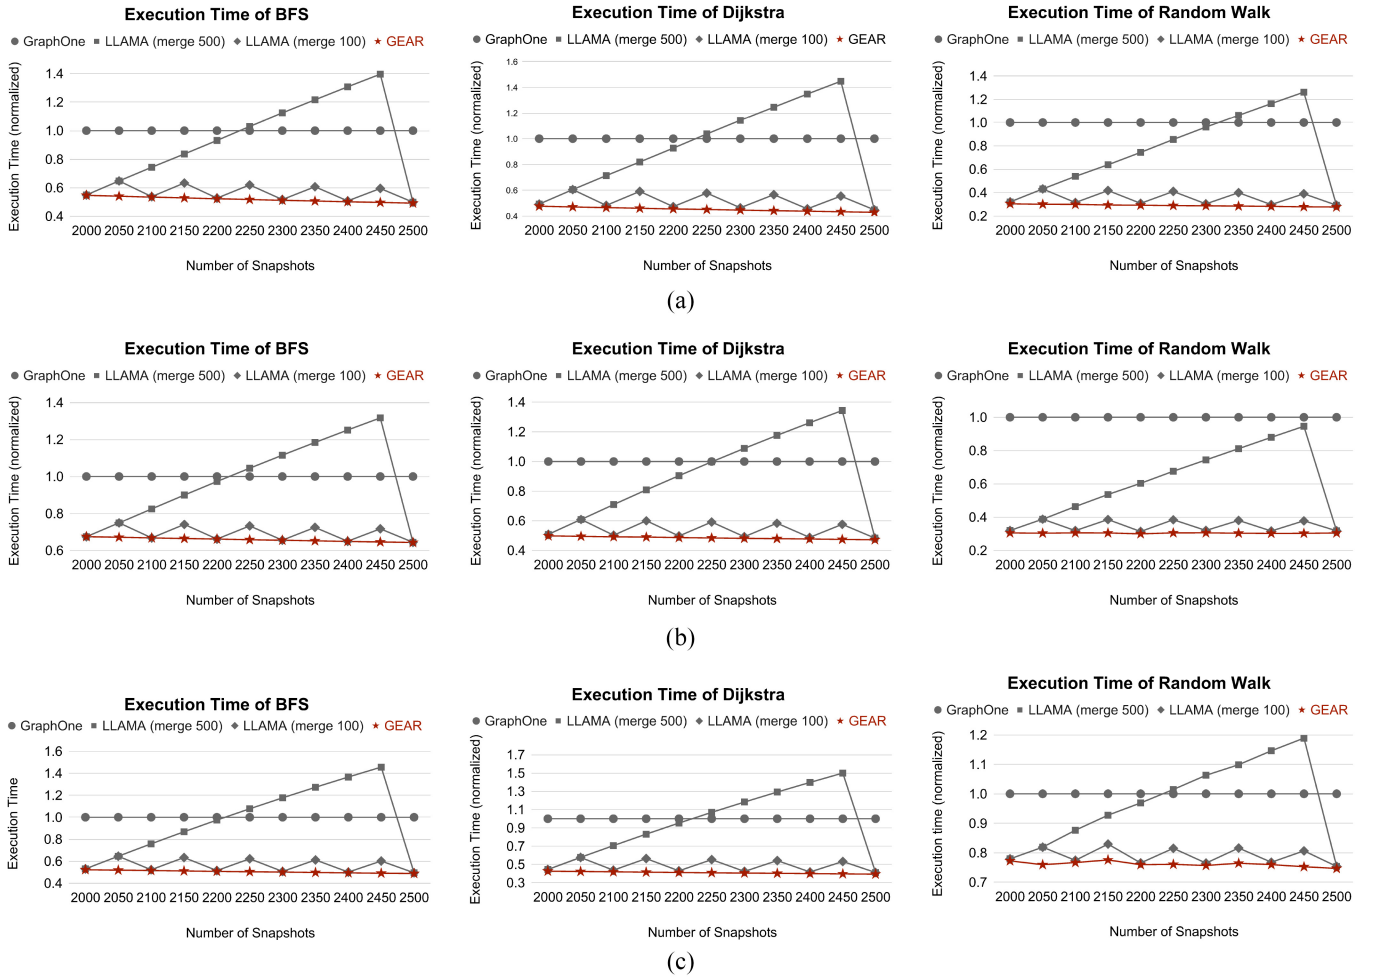 Execution Time of BFS
GraphOne LLAMA (merge 500) LLAMA (merge 100) GEAR
Execution Time (normalized)
1.4
1.2
1.0
0.8
0.6
0.4
2000 2050 2100 2150 2200 2250 2300 2350 2400 2450 2500
Number of Snapshots
Execution Time of Dijkstra
GraphOne LLAMA (merge 500) LLAMA (merge 100) GEAR
Execution Time (normalized)
1.6
1.4
1.2
1.0
0.8
0.6
0.4
2000 2050 2100 2150 2200 2250 2300 2350 2400 2450 2500
Number of Snapshots
Execution Time of Random Walk
GraphOne LLAMA (merge 500) LLAMA (merge 100) GEAR
Execution Time (normalized)
1.4
1.2
1.0
0.8
0.6
0.4
0.2
2000 2050 2100 2150 2200 2250 2300 2350 2400 2450 2500
Number of Snapshots
(a)
Execution Time of BFS
GraphOne LLAMA (merge 500) LLAMA (merge 100) GEAR
Execution Time (normalized)
1.4
1.2
1.0
0.8
0.6
2000 2050 2100 2150 2200 2250 2300 2350 2400 2450 2500
Number of Snapshots
Execution Time of Dijkstra
GraphOne LLAMA (merge 500) LLAMA (merge 100) GEAR
Execution Time (normalized)
1.4
1.2
1.0
0.8
0.6
0.4
2000 2050 2100 2150 2200 2250 2300 2350 2400 2450 2500
Number of Snapshots
Execution Time of Random Walk
GraphOne LLAMA (merge 500) LLAMA (merge 100) GEAR
Execution Time (normalized)
1.0
0.8
0.6
0.4
0.2
2000 2050 2100 2150 2200 2250 2300 2350 2400 2450 2500
Number of Snapshots
(b)
Execution Time of BFS
GraphOne LLAMA (merge 500) LLAMA (merge 100) GEAR
Execution Time
1.6
1.4
1.2
1.0
0.8
0.6
0.4
2000 2050 2100 2150 2200 2250 2300 2350 2400 2450 2500
Number of Snapshots
Execution Time of Dijkstra
GraphOne LLAMA (merge 500) LLAMA (merge 100) GEAR
Execution Time (normalized)
1.7
1.5
1.3
1.1
0.9
0.7
0.5
0.3
2000 2050 2100 2150 2200 2250 2300 2350 2400 2450 2500
Number of Snapshots
Execution Time of Random Walk
GraphOne LLAMA (merge 500) LLAMA (merge 100) GEAR
Execution time (normalized)
1.2
1.1
1.0
0.9
0.8
0.7
2000 2050 2100 2150 2200 2250 2300 2350 2400 2450 2500
Number of Snapshots
(c)